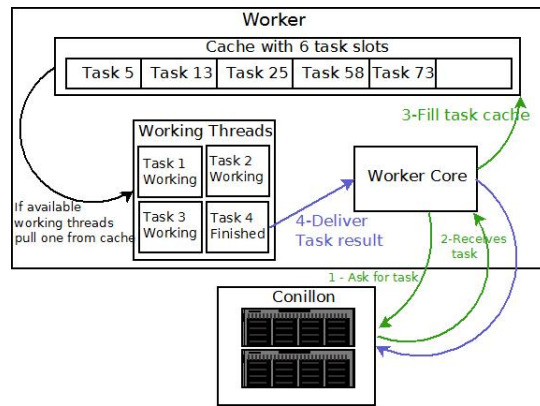 Worker
Cache with 6 task slots
Task 5 Task 13 Task 25 Task 58 Task 73
3-Fill task cache
Working Threads
Task 1
Working
Task 2
Working
Task 3
Working
Task 4
Finished
Worker Core
If available
working threads
pull one from cache
4-Deliver
Task result
2-Receives
task
1 - Ask for task
Conillon